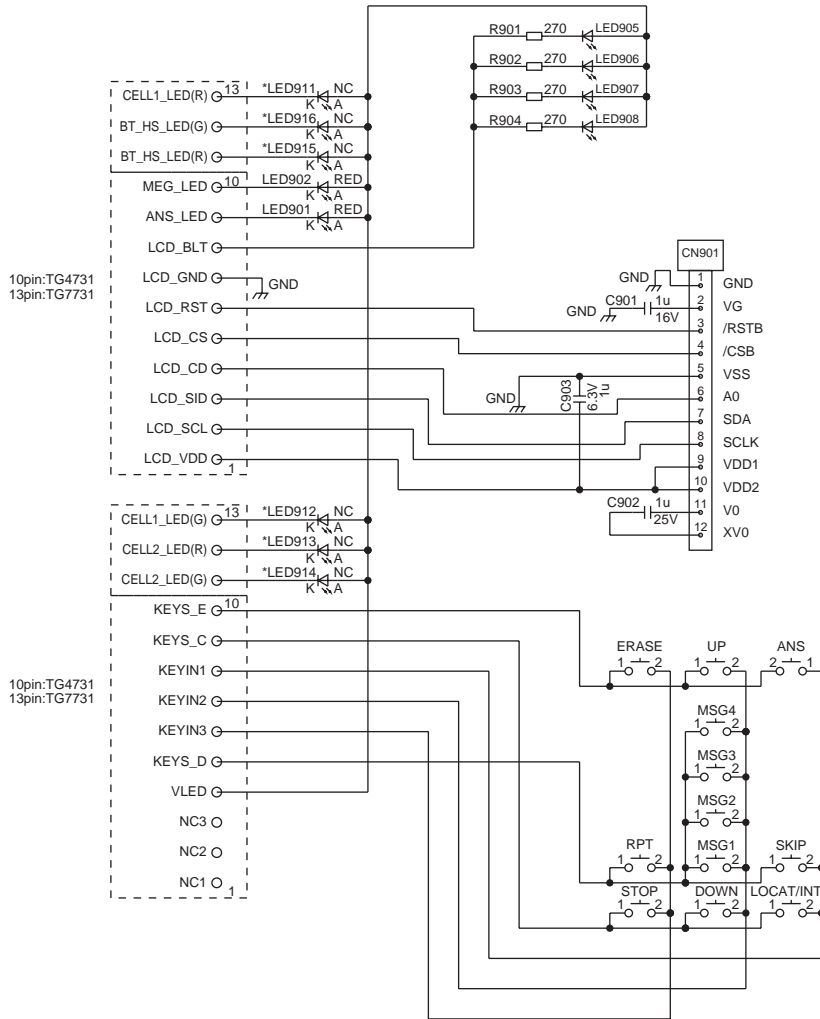 R901 270 LED905
R902 270 LED906
R903 270 LED907
R904 270 LED908
CELL1_LED(R) 13 *LED911 NC
K A
BT_HS_LED(G) *LED916 NC
K A
BT_HS_LED(R) *LED915 NC
K A
MEG_LED 10 LED902 RED
K A
ANS_LED LED901 RED
K A
LCD_BLT
LCD_GND GND
LCD_RST
LCD_CS
LCD_CD
LCD_SID
LCD_SCL
LCD_VDD
1
10pin:TG4731
13pin:TG7731
CN901
GND 1 GND
C901 1u 2 VG
GND 16V
3 /RSTB
4 /CSB
5 VSS
C903 6.3V 1u
GND 6 A0
7 SDA
8 SCLK
9 VDD1
10 VDD2
C902 1u 11 V0
25V
12 XV0
CELL1_LED(G) 13 *LED912 NC
K A
CELL2_LED(R) *LED913 NC
K A
CELL2_LED(G) *LED914 NC
K A
KEYS_E 10
KEYS_C
KEYIN1
KEYIN2
KEYIN3
KEYS_D
VLED
NC3
NC2
NC1
1
10pin:TG4731
13pin:TG7731
ERASE UP ANS
1 2 1 2 2 1
MSG4
1 2
MSG3
1 2
MSG2
1 2
RPT MSG1 SKIP
1 2 1 2 1 2
STOP DOWN LOCAT/INT
1 2 1 2 1 2